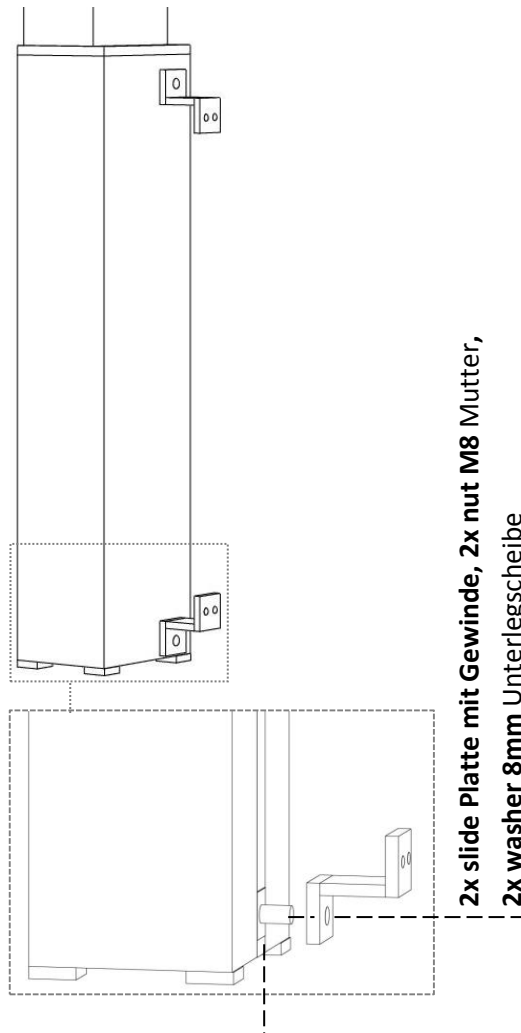 2x slide Platte mit Gewinde, 2x nut M8 Mutter,
2x washer 8mm Unterlegscheibe